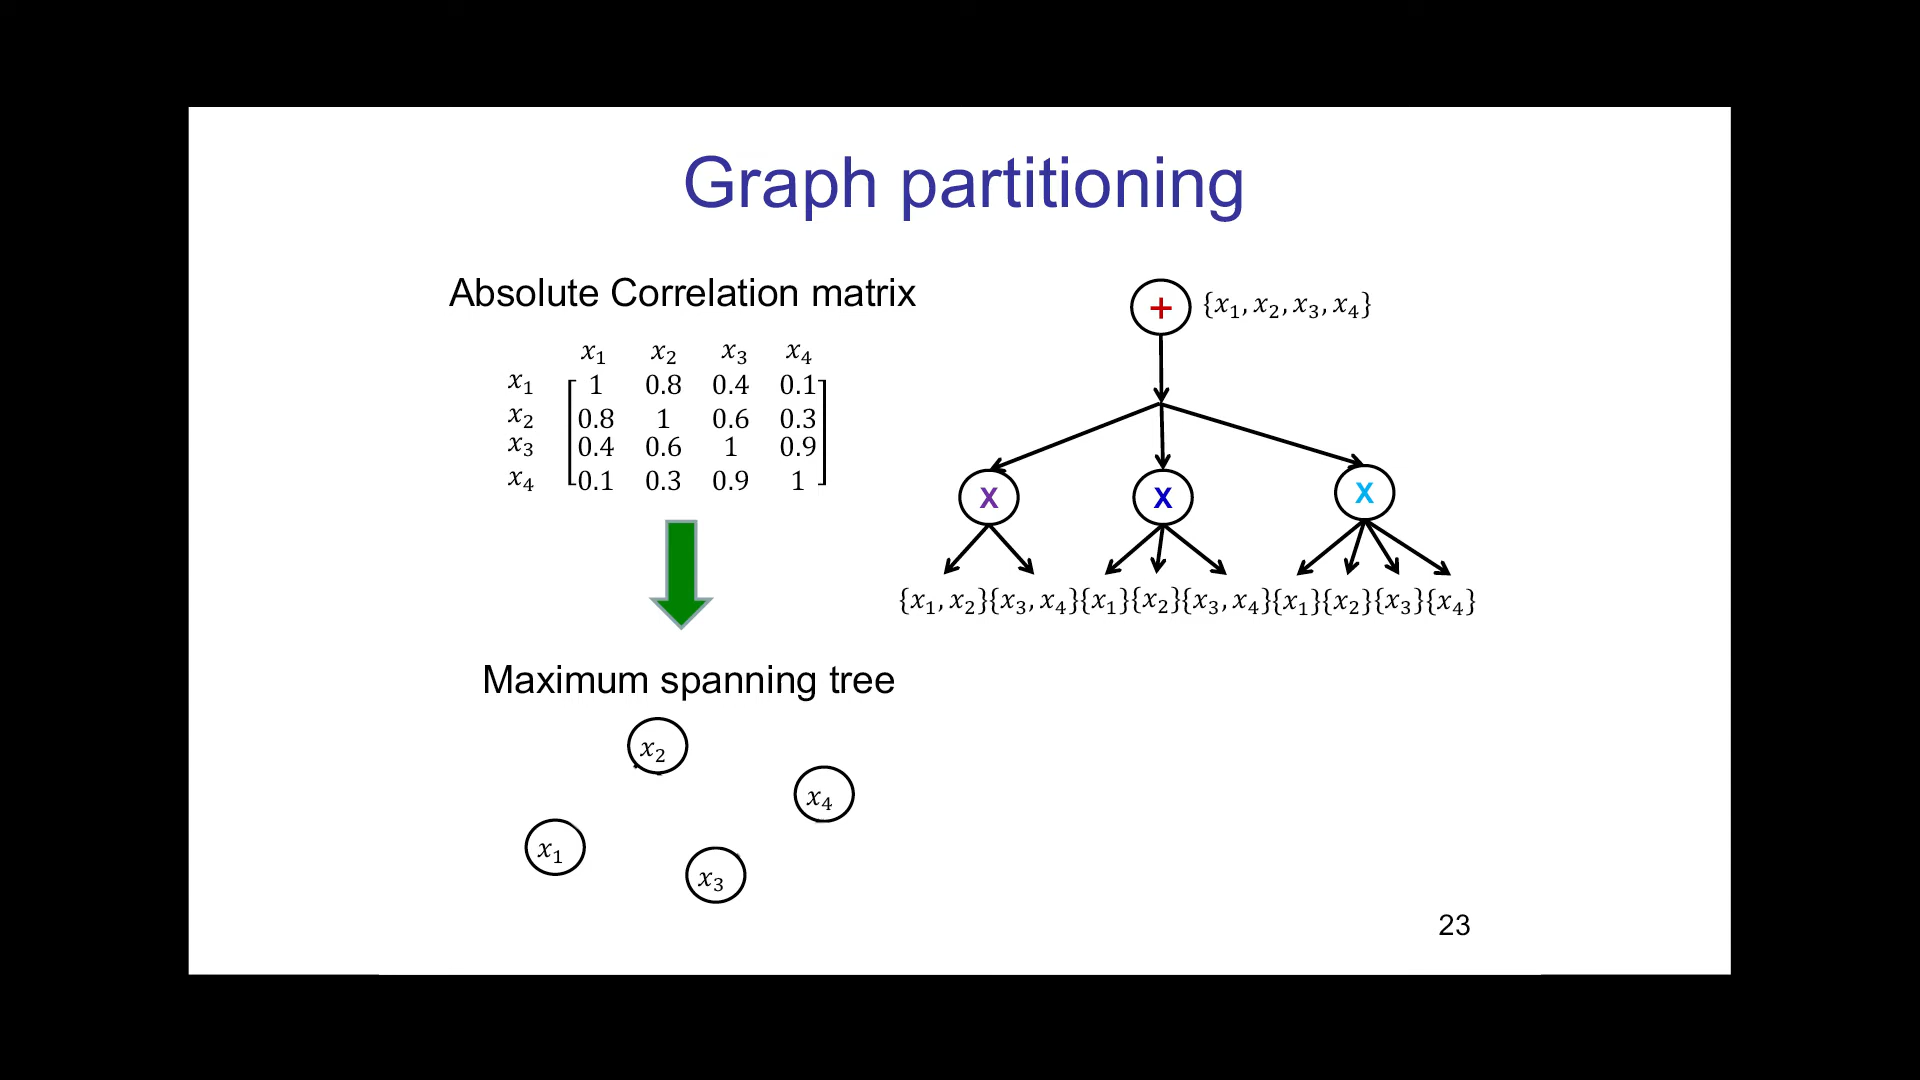 Graph partitioning
Absolute Correlation matrix
x₁ x₂ x₃ x₄
x₁ 1 0.8 0.4 0.1
x₂ 0.8 1 0.6 0.3
x₃ 0.4 0.6 1 0.9
x₄ 0.1 0.3 0.9 1
Maximum spanning tree
x₂
x₄
x₁
x₃
+ {x₁, x₂, x₃, x₄}
X X X
{x₁, x₂}{x₃, x₄}{x₁}{x₂}{x₃, x₄}{x₁}{x₂}{x₃}{x₄}
23